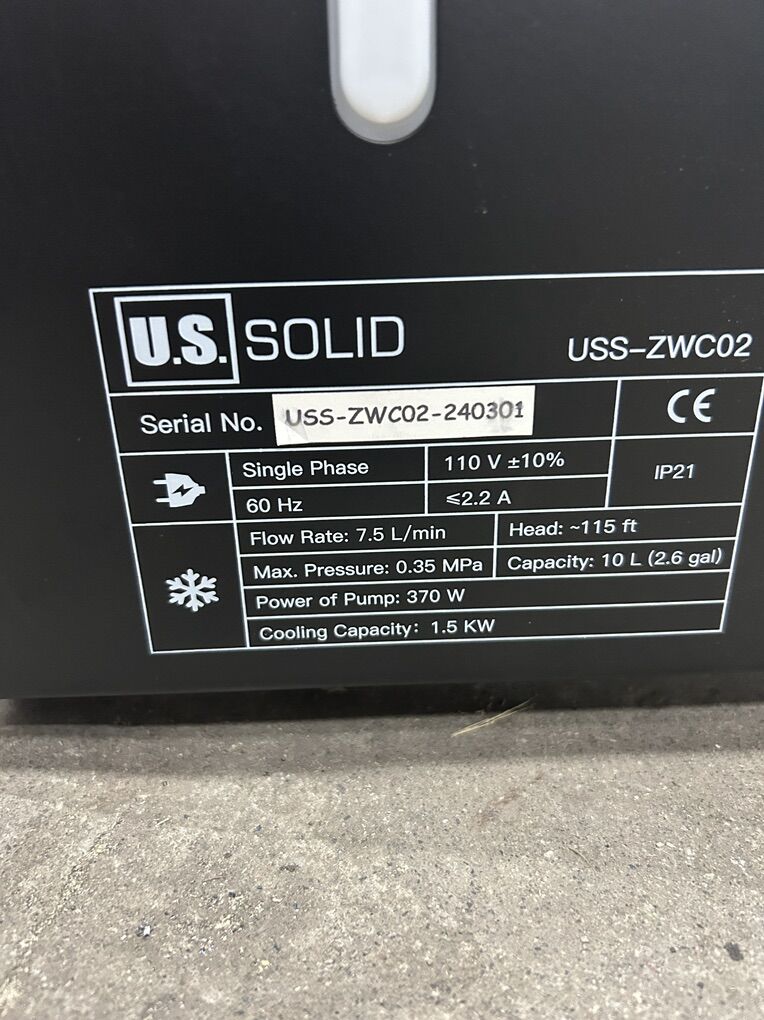 U.S. SOLID
USS-ZWC02
Serial No. USS-ZWC02-240301
CE
Single Phase
110 V ±10%
IP21
60 Hz
≤2.2 A
Flow Rate: 7.5 L/min
Head: ~115 ft
Max. Pressure: 0.35 MPa
Capacity: 10 L (2.6 gal)
Power of Pump: 370 W
Cooling Capacity: 1.5 KW